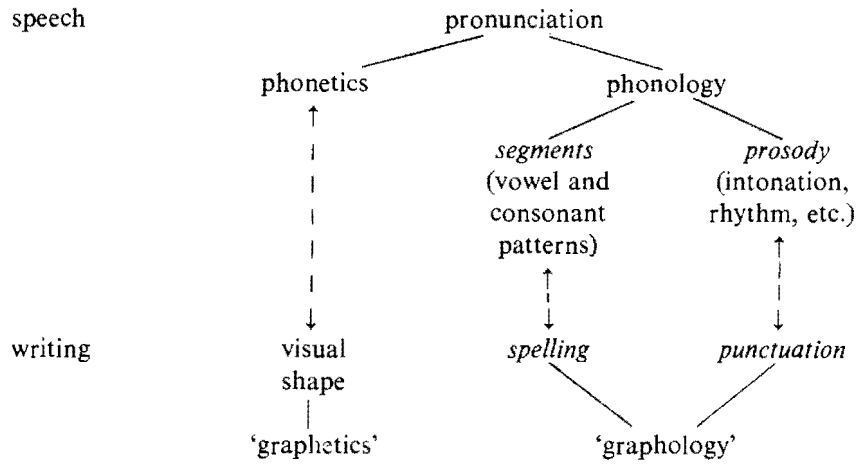 speech pronunciation
phonetics phonology
segments prosody
(vowel and (intonation,
consonant rhythm, etc.)
patterns)
writing visual spelling punctuation
shape
‘graphetics’ ‘graphology’